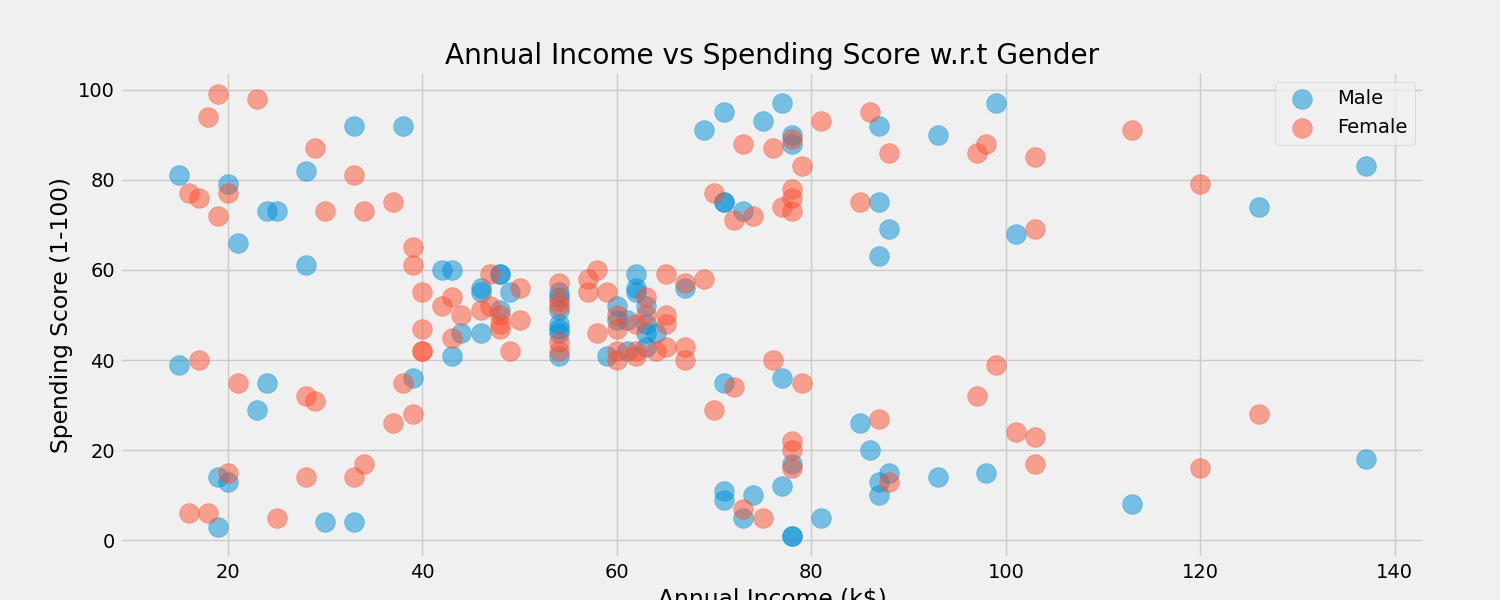 Annual Income vs Spending Score w.r.t Gender
Male
Female
Spending Score (1-100)
100
80
60
40
20
0
20 40 60 80 100 120 140
Annual Income (k$)